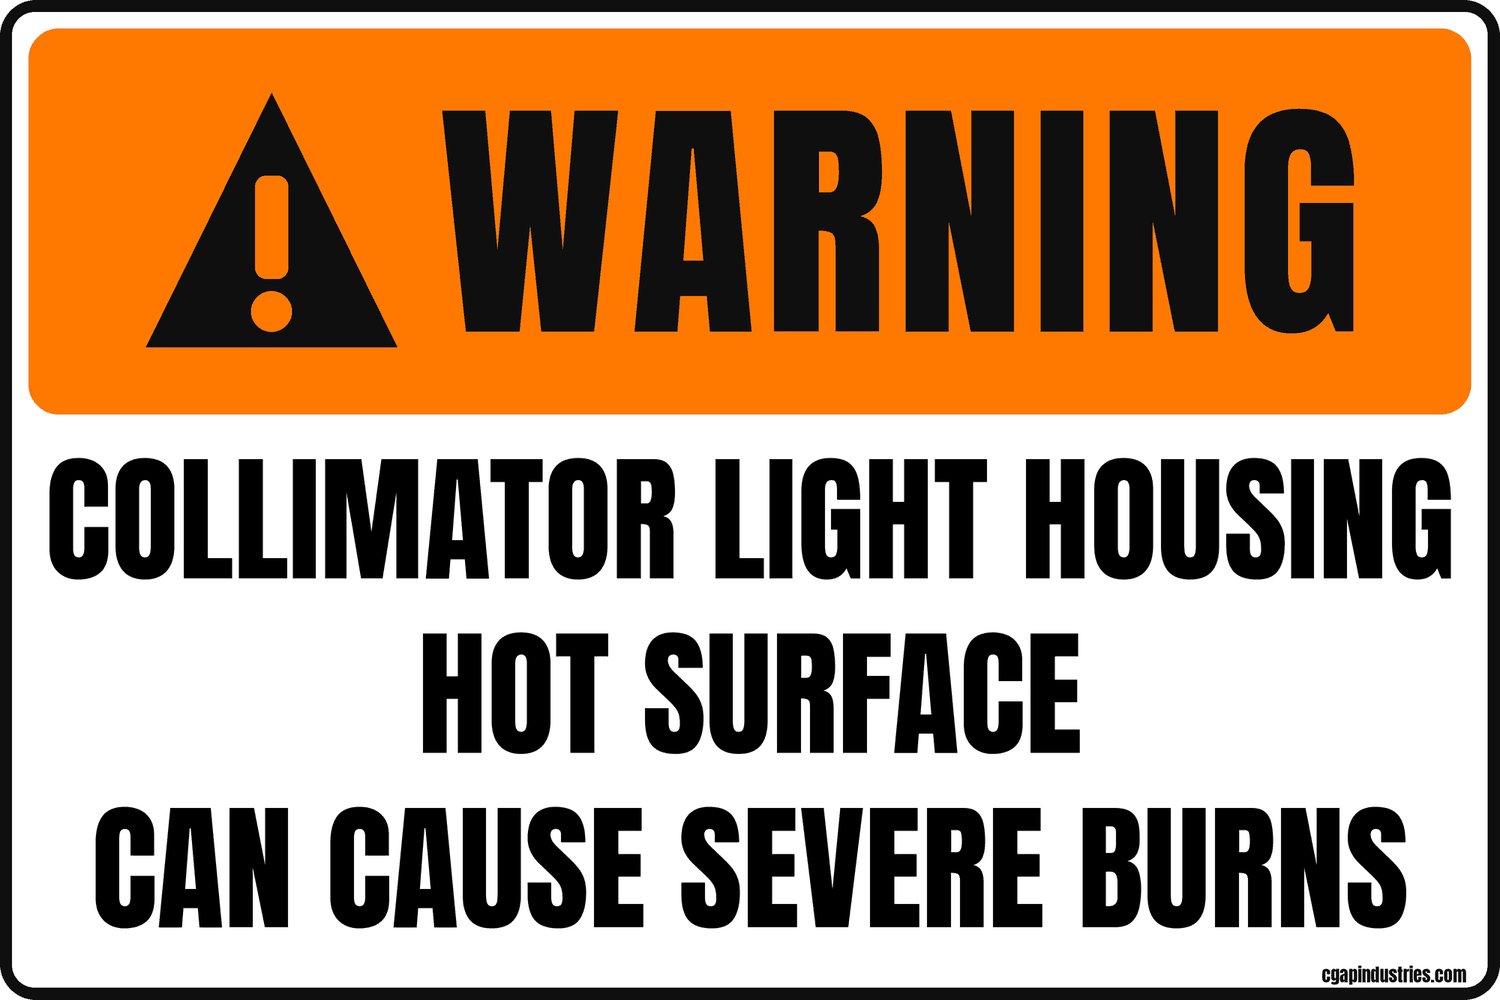 WARNING
COLLIMATOR LIGHT HOUSING
HOT SURFACE
CAN CAUSE SEVERE BURNS
cgapindustries.com